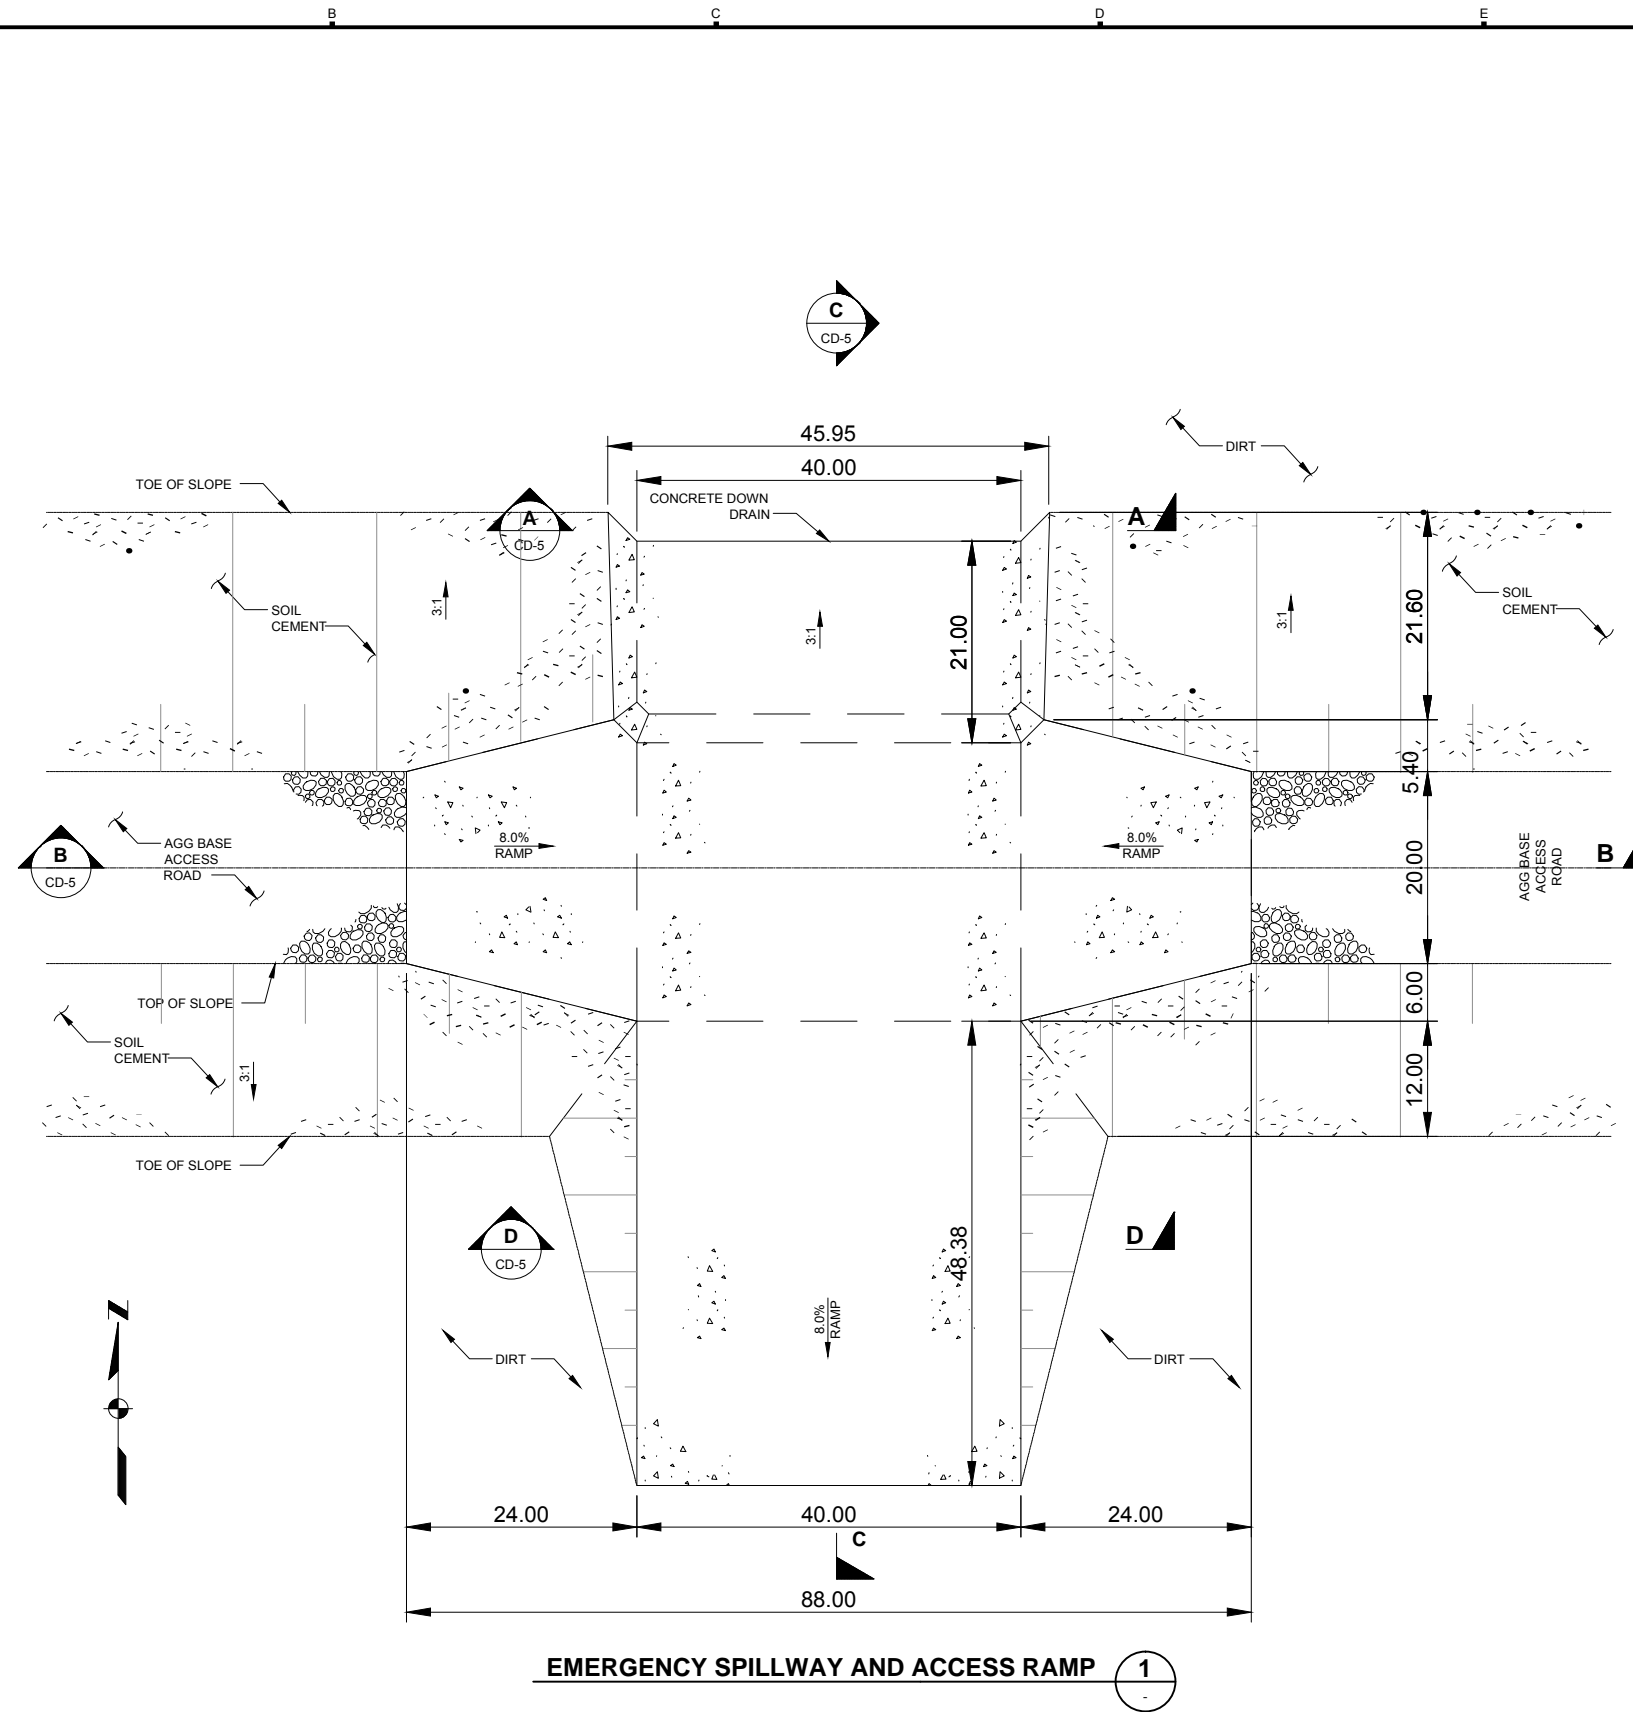 B
C
D
E
C
CD-5
45.95
40.00
DIRT
TOE OF SLOPE
CONCRETE DOWN
DRAIN
A
CD-5
A
SOIL
CEMENT
3:1
3:1
3:1
21.00
21.60
SOIL
CEMENT
5.40
8.0%
RAMP
8.0%
RAMP
B
CD-5
AGG BASE
ACCESS
ROAD
20.00
AGG BASE
ACCESS
ROAD
B
TOP OF SLOPE
6.00
SOIL
CEMENT
3:1
12.00
TOE OF SLOPE
D
CD-5
D
48.38
N
8.0%
RAMP
DIRT
DIRT
24.00
40.00
24.00
C
88.00
EMERGENCY SPILLWAY AND ACCESS RAMP
1
-